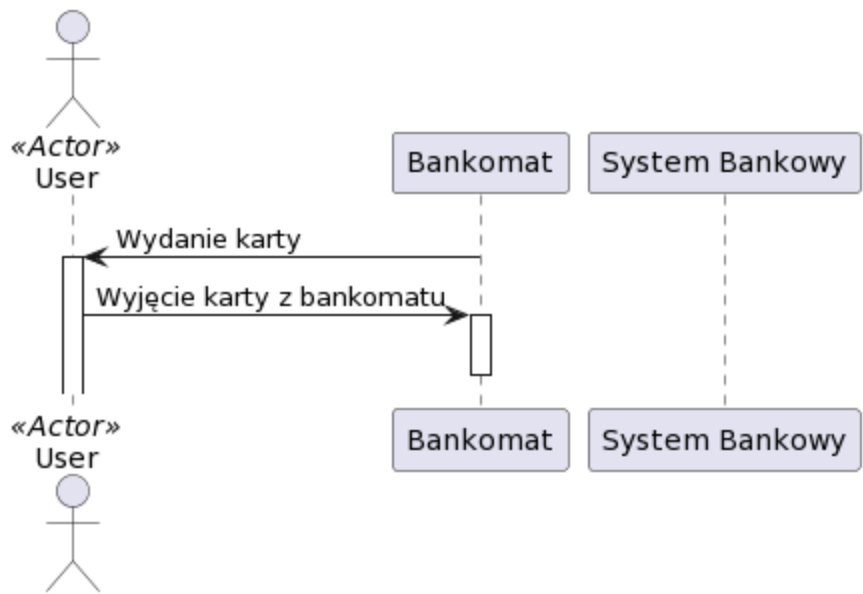 «Actor»
User
Bankomat
System Bankowy
Wydanie karty
Wyjęcie karty z bankomatu
«Actor»
User
Bankomat
System Bankowy